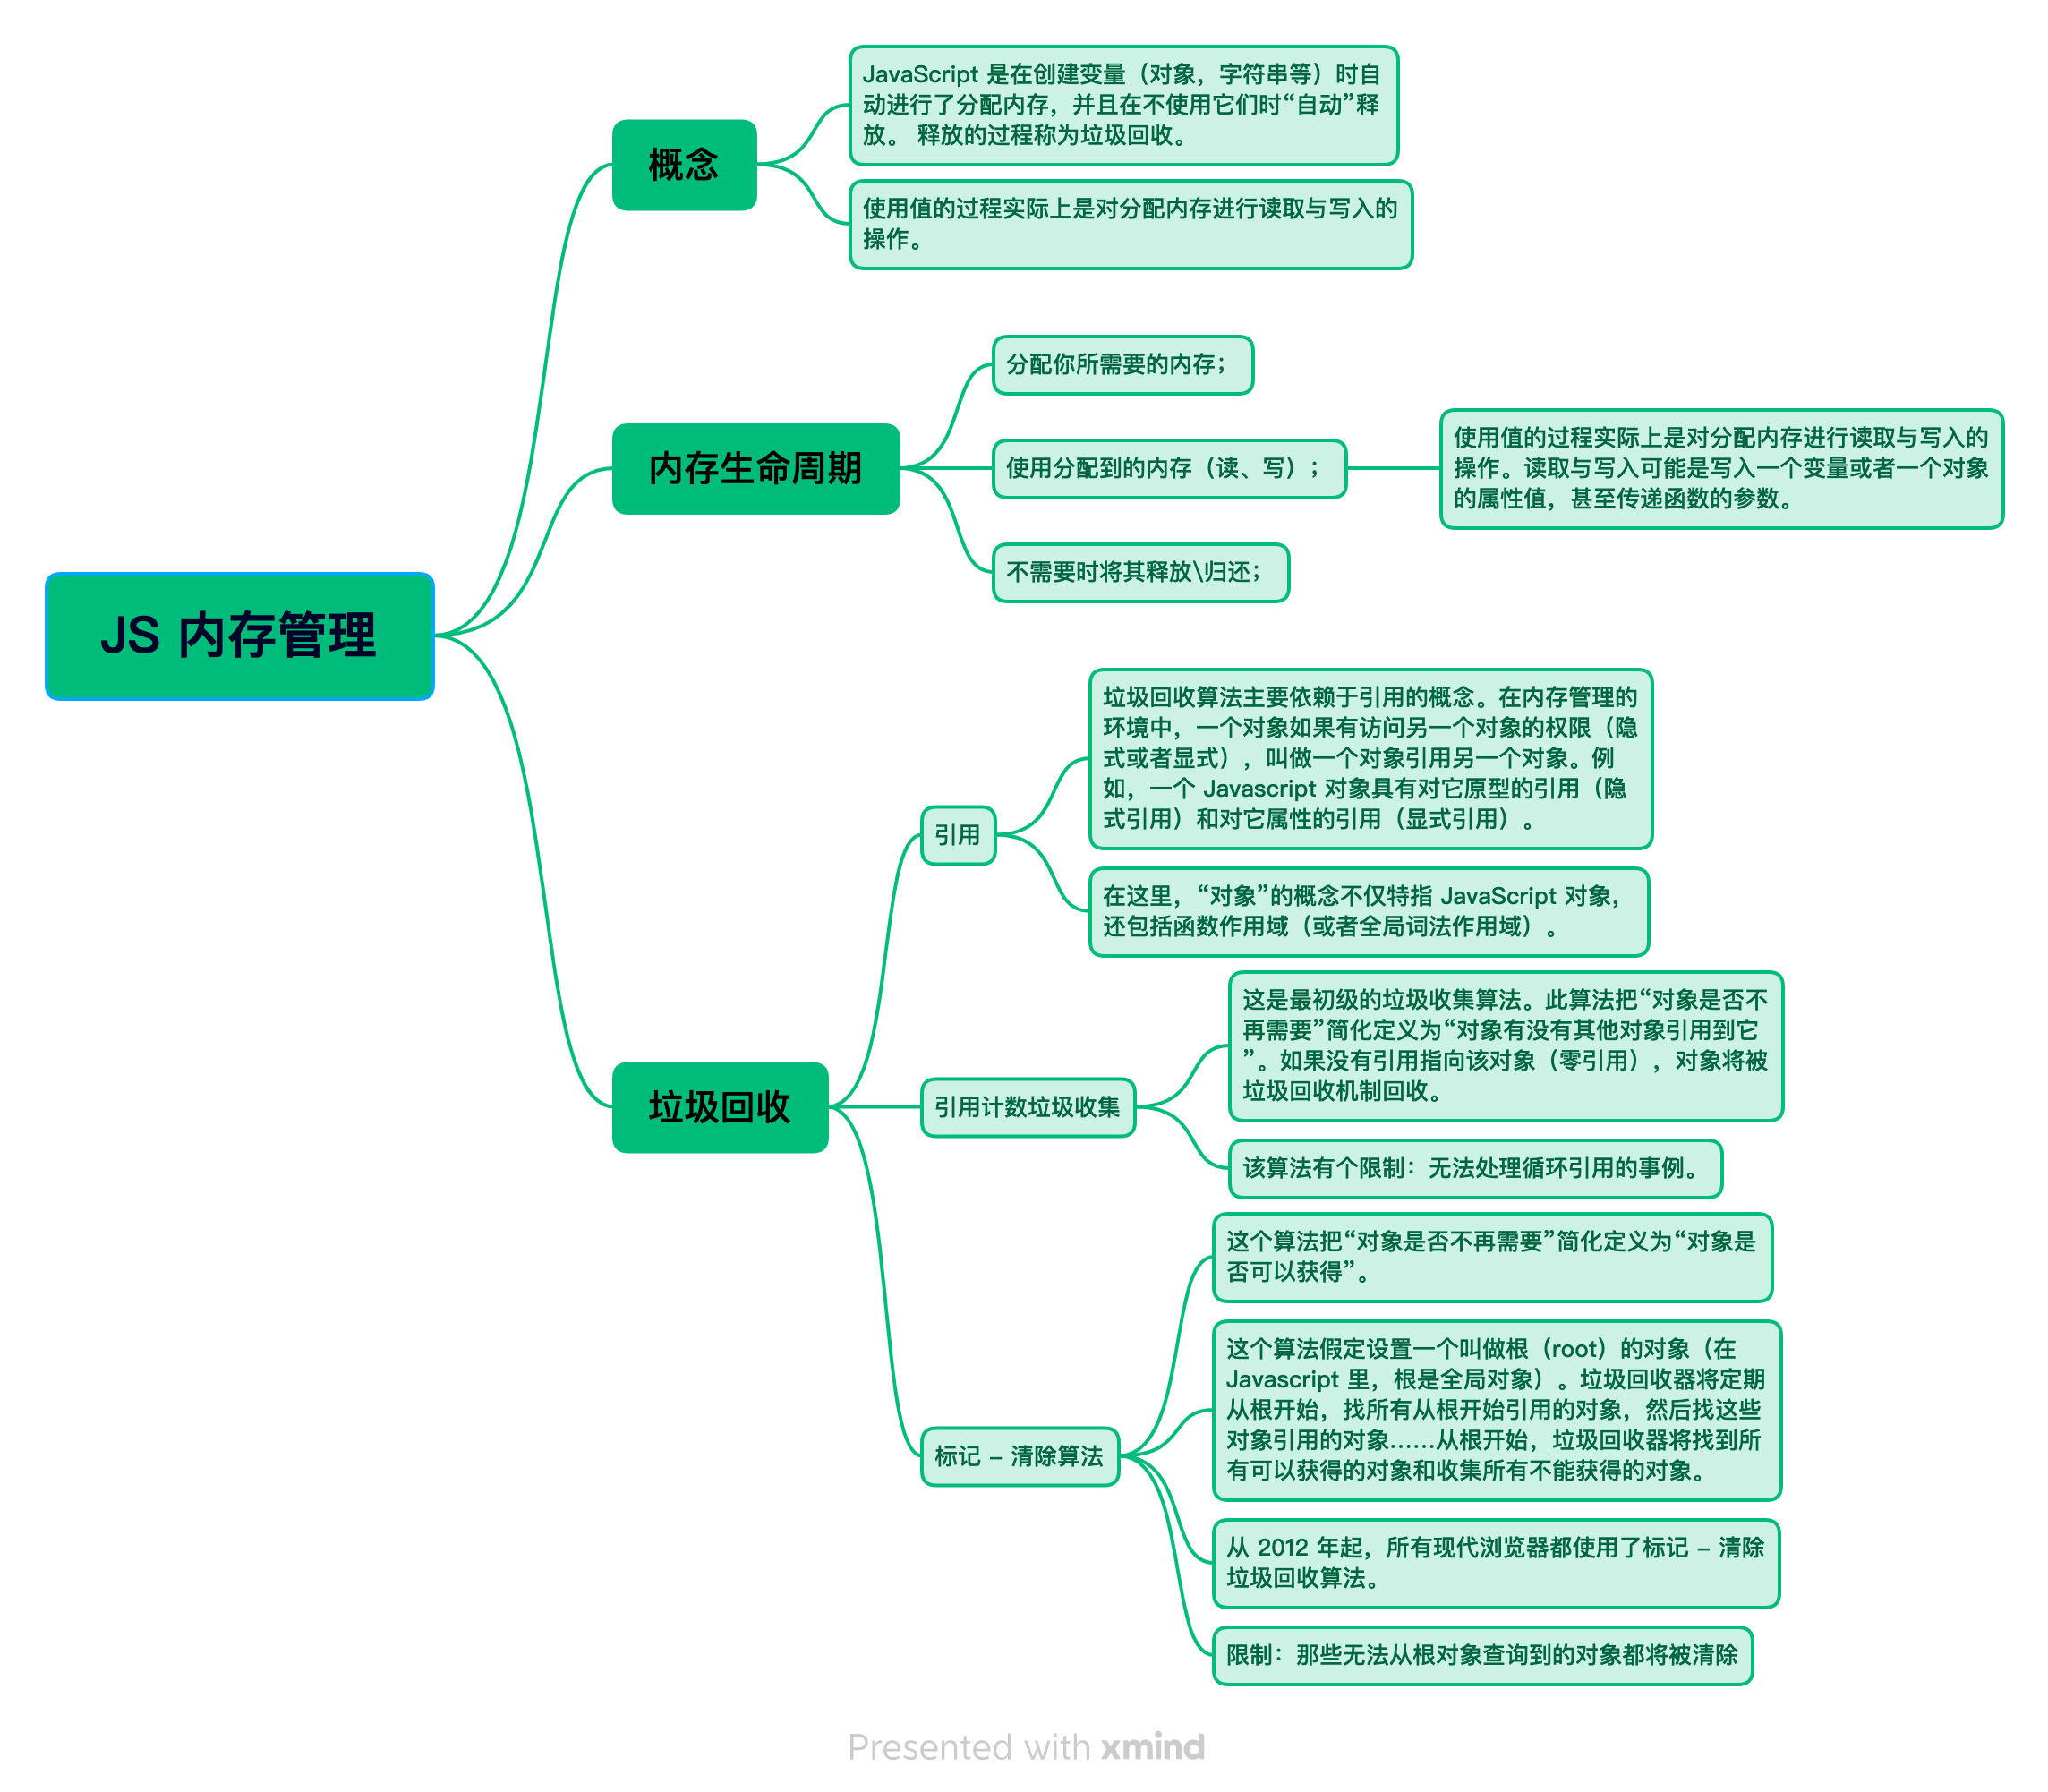 JS 内存管理
概念
JavaScript 是在创建变量（对象，字符串等）时自
动进行了分配内存，并且在不使用它们时“自动”释
放。 释放的过程称为垃圾回收。
使用值的过程实际上是对分配内存进行读取与写入的
操作。
内存生命周期
分配你所需要的内存；
使用分配到的内存（读、写）；
使用值的过程实际上是对分配内存进行读取与写入的
操作。读取与写入可能是写入一个变量或者一个对象
的属性值，甚至传递函数的参数。
不需要时将其释放\归还；
垃圾回收
引用
垃圾回收算法主要依赖于引用的概念。在内存管理的
环境中，一个对象如果有访问另一个对象的权限（隐
式或者显式），叫做一个对象引用另一个对象。例
如，一个 Javascript 对象具有对它原型的引用（隐
式引用）和对它属性的引用（显式引用）。
在这里，“对象”的概念不仅特指 JavaScript 对象，
还包括函数作用域（或者全局词法作用域）。
引用计数垃圾收集
这是最初级的垃圾收集算法。此算法把“对象是否不
再需要”简化定义为“对象有没有其他对象引用到它
”。如果没有引用指向该对象（零引用），对象将被
垃圾回收机制回收。
该算法有个限制：无法处理循环引用的事例。
标记 – 清除算法
这个算法把“对象是否不再需要”简化定义为“对象是
否可以获得”。
这个算法假定设置一个叫做根（root）的对象（在
Javascript 里，根是全局对象）。垃圾回收器将定期
从根开始，找所有从根开始引用的对象，然后找这些
对象引用的对象……从根开始，垃圾回收器将找到所
有可以获得的对象和收集所有不能获得的对象。
从 2012 年起，所有现代浏览器都使用了标记 – 清除
垃圾回收算法。
限制：那些无法从根对象查询到的对象都将被清除
Presented with xmind